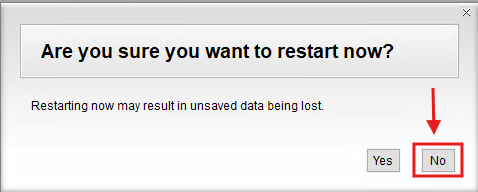 Are you sure you want to restart now?
Restarting now may result in unsaved data being lost.
Yes No